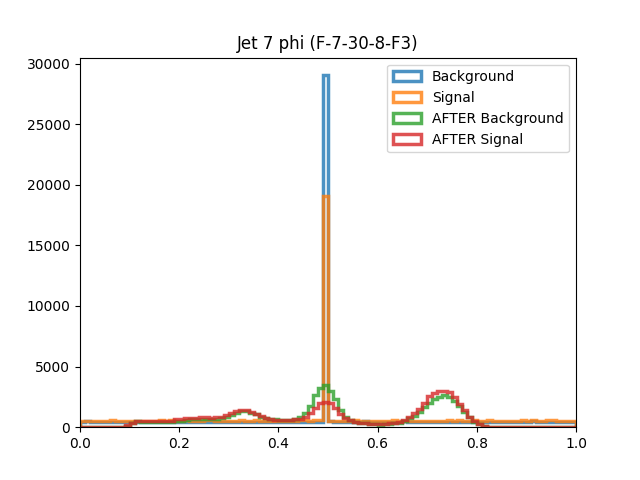 Jet 7 phi (F-7-30-8-F3)
30000
25000
20000
15000
10000
5000
0
0.0 0.2 0.4 0.6 0.8 1.0
Background
Signal
AFTER Background
AFTER Signal